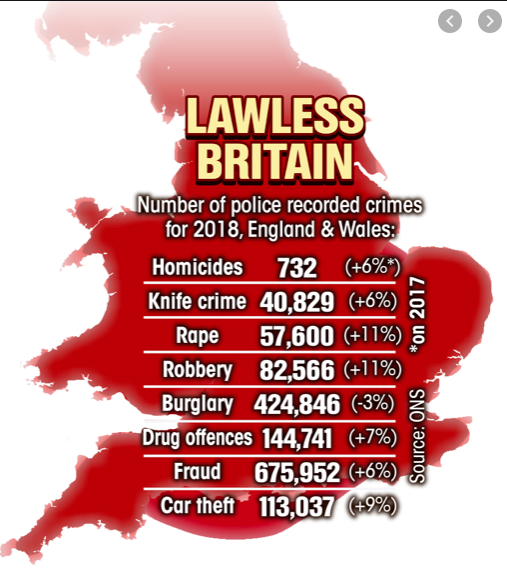 LAWLESS
BRITAIN
Number of police recorded crimes
for 2018, England & Wales:
Homicides 732 (+6%*)
Knife crime 40,829 (+6%)
Rape 57,600 (+11%)
Robbery 82,566 (+11%)
Burglary 424,846 (-3%)
Drug offences 144,741 (+7%)
Fraud 675,952 (+6%)
Car theft 113,037 (+9%)
*on 2017
Source: ONS